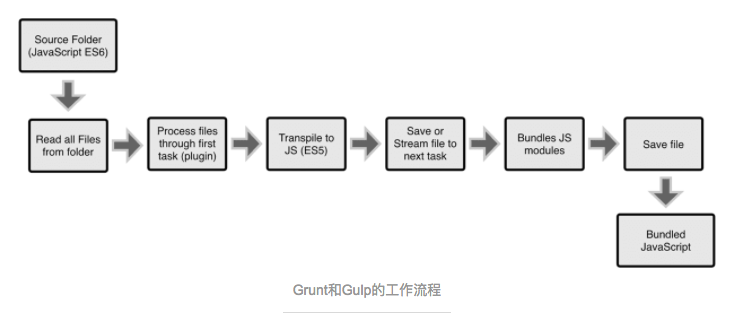 Source Folder
(JavaScript ES6)
Read all Files
from folder
Process files
through first
task (plugin)
Transpile to
JS (ES5)
Save or
Stream file to
next task
Bundles JS
modules
Save file
Bundled
JavaScript
Grunt和Gulp的工作流程